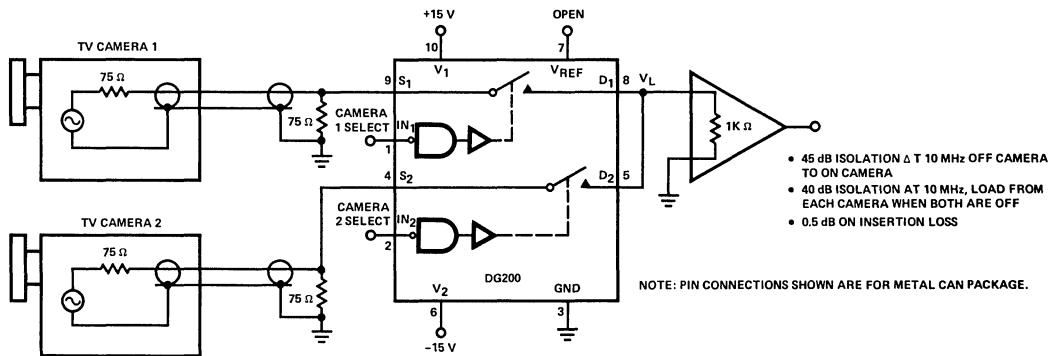 +15 V
OPEN
TV CAMERA 1
10
7
V1
VREF
75 Ω
9
S1
D1
8
VL
75 Ω
CAMERA
1 SELECT
IN1
1
1K Ω
4
S2
D2
5
CAMERA
2 SELECT
IN2
2
• 45 dB ISOLATION Δ T 10 MHz OFF CAMERA
TO ON CAMERA
• 40 dB ISOLATION AT 10 MHz, LOAD FROM
EACH CAMERA WHEN BOTH ARE OFF
• 0.5 dB ON INSERTION LOSS
TV CAMERA 2
75 Ω
75 Ω
DG200
V2
GND
6
3
–15 V
NOTE: PIN CONNECTIONS SHOWN ARE FOR METAL CAN PACKAGE.